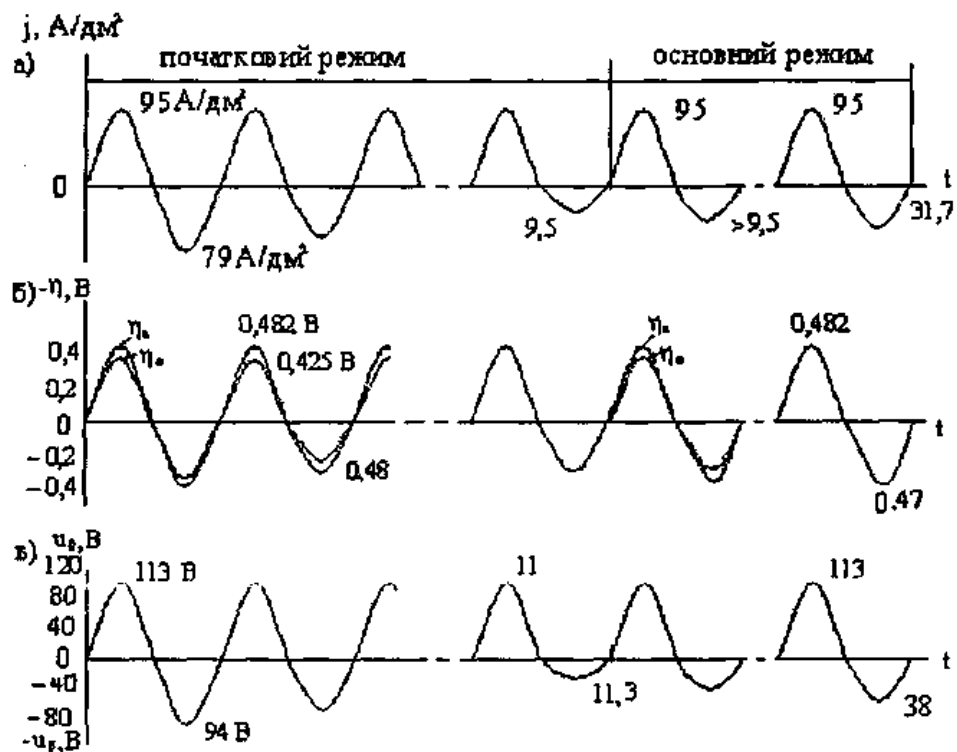 j, А/дм²
а)
початковий режим
основний режим
95 А/дм²
95
95
0
t
9,5
>9,5
31,7
79 А/дм²
б)
-η, В
0,482 В
0,482
0,4
0,425 В
0,2
0
t
-0,2
-0,4
0,48
0.47
в)
u, В
120
113 В
11
113
80
40
0
t
-40
11,3
-80
94 В
38